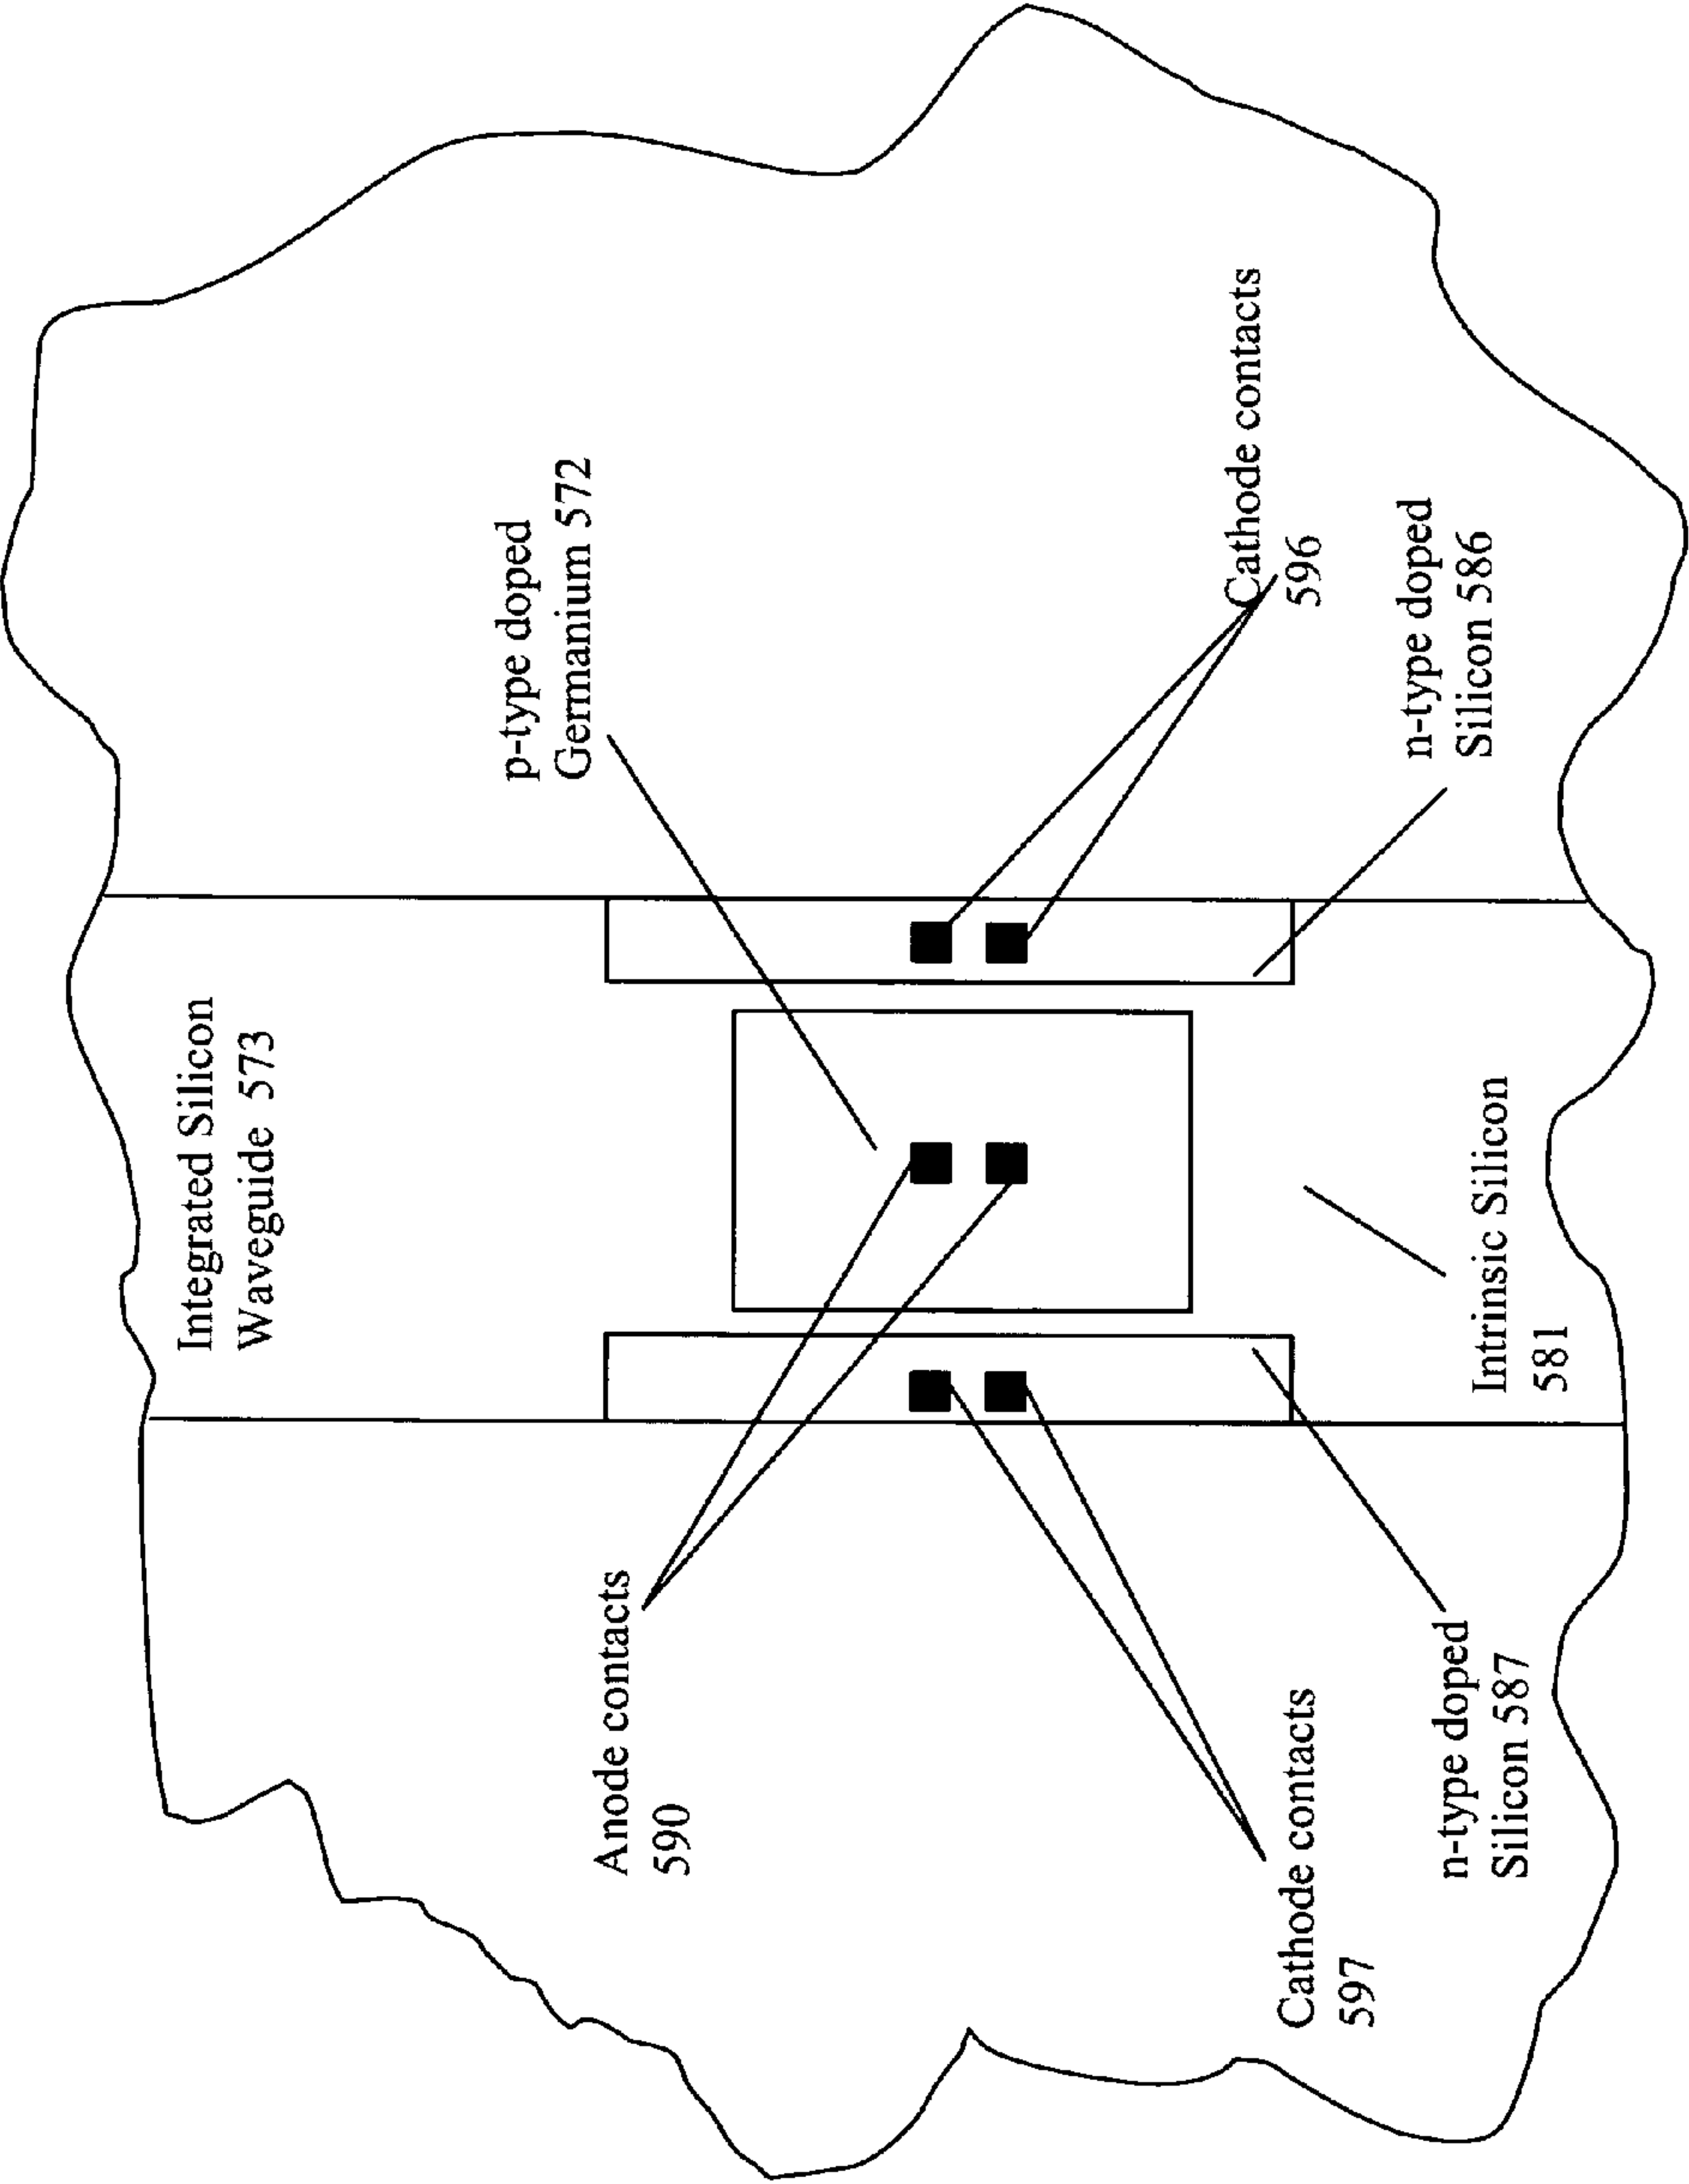 Integrated Silicon
Waveguide 573
p-type doped
Germanium 572
Anode contacts
590
Cathode contacts
596
Cathode contacts
597
n-type doped
Silicon 586
n-type doped
Silicon 587
Intrinsic Silicon
581